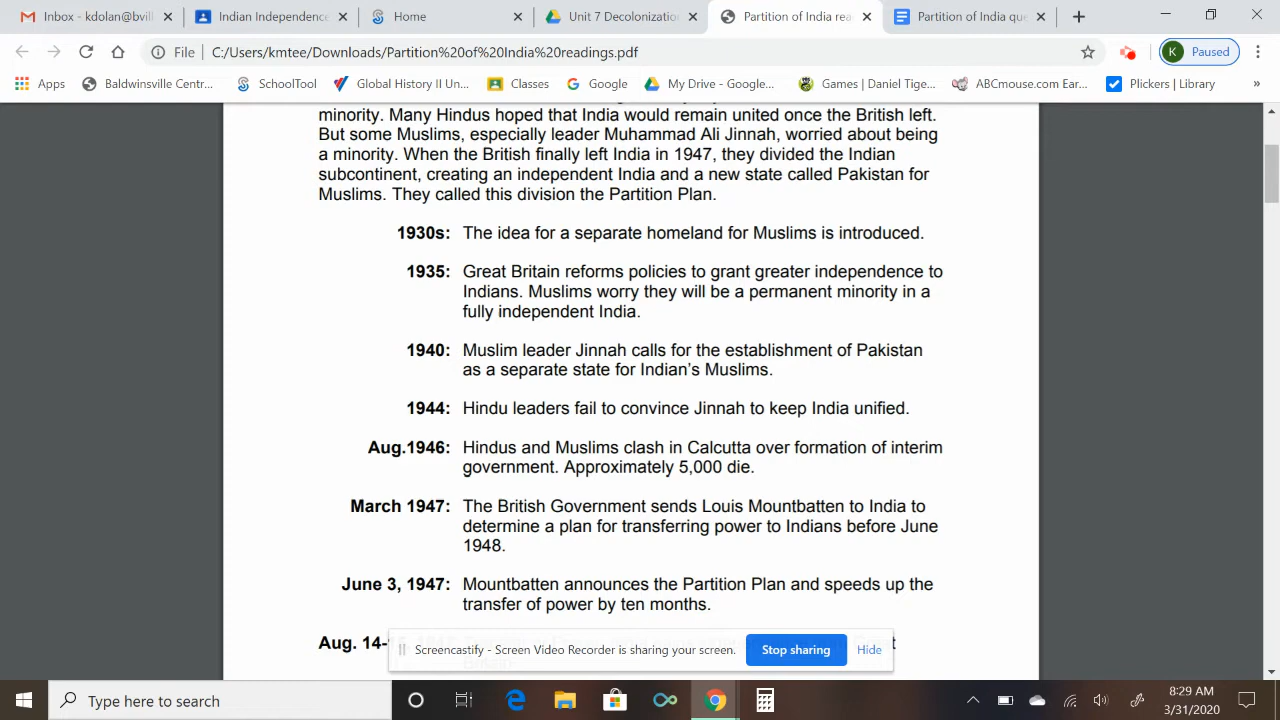 Inbox - kdolan@bvill
Indian Independence
Home
Unit 7 Decolonizatio
Partition of India rea
Partition of India que
File C:/Users/kmtee/Downloads/Partition%20of%20India%20readings.pdf
K Paused
Apps Baldwinsville Centr... SchoolTool Global History II Un... Classes Google My Drive - Google... Games | Daniel Tige... ABCmouse.com Ear... Plickers | Library »
minority. Many Hindus hoped that India would remain united once the British left.
But some Muslims, especially leader Muhammad Ali Jinnah, worried about being
a minority. When the British finally left India in 1947, they divided the Indian
subcontinent, creating an independent India and a new state called Pakistan for
Muslims. They called this division the Partition Plan.
1930s: The idea for a separate homeland for Muslims is introduced.
1935: Great Britain reforms policies to grant greater independence to
Indians. Muslims worry they will be a permanent minority in a
fully independent India.
1940: Muslim leader Jinnah calls for the establishment of Pakistan
as a separate state for Indian's Muslims.
1944: Hindu leaders fail to convince Jinnah to keep India unified.
Aug.1946: Hindus and Muslims clash in Calcutta over formation of interim
government. Approximately 5,000 die.
March 1947: The British Government sends Louis Mountbatten to India to
determine a plan for transferring power to Indians before June
1948.
June 3, 1947: Mountbatten announces the Partition Plan and speeds up the
transfer of power by ten months.
Aug. 14-
Screencastify - Screen Video Recorder is sharing your screen. Stop sharing Hide
Type here to search
8:29 AM
3/31/2020